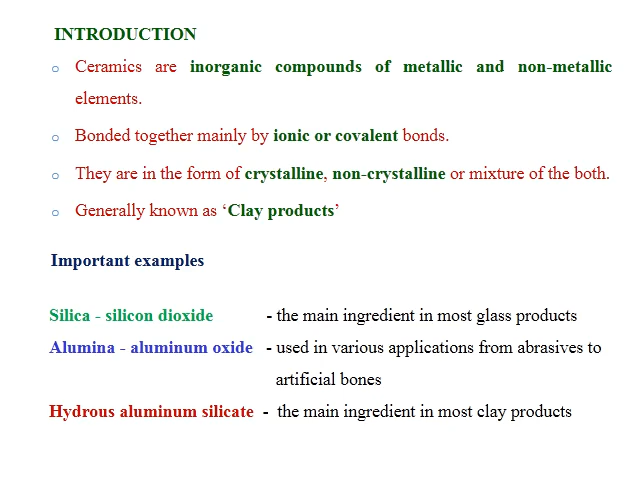 INTRODUCTION
o Ceramics are inorganic compounds of metallic and non-metallic
elements.
o Bonded together mainly by ionic or covalent bonds.
o They are in the form of crystalline, non-crystalline or mixture of the both.
o Generally known as ‘Clay products’
Important examples
Silica - silicon dioxide - the main ingredient in most glass products
Alumina - aluminum oxide - used in various applications from abrasives to
artificial bones
Hydrous aluminum silicate - the main ingredient in most clay products